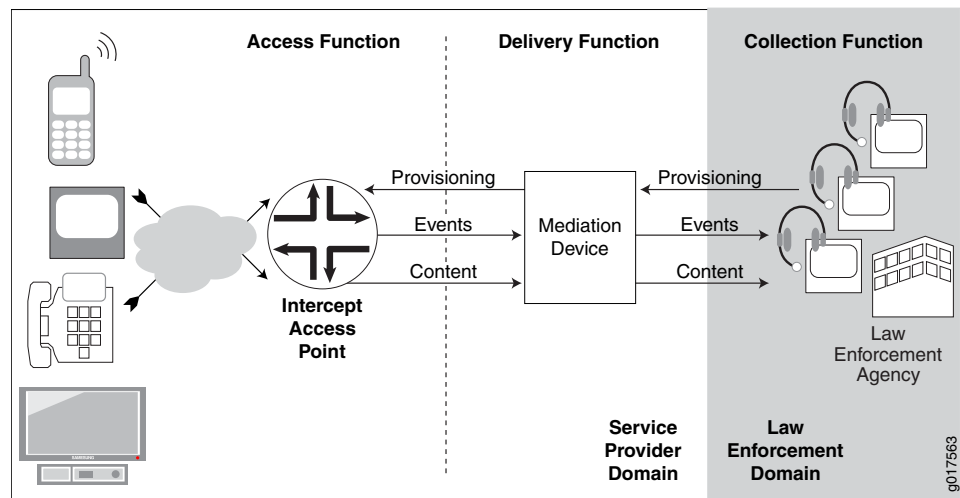 Access Function
Delivery Function
Collection Function
Provisioning
Provisioning
Events
Mediation
Device
Events
Content
Content
Intercept
Access
Point
Law
Enforcement
Agency
SAMSUNG
Service
Provider
Domain
Law
Enforcement
Domain
g017563